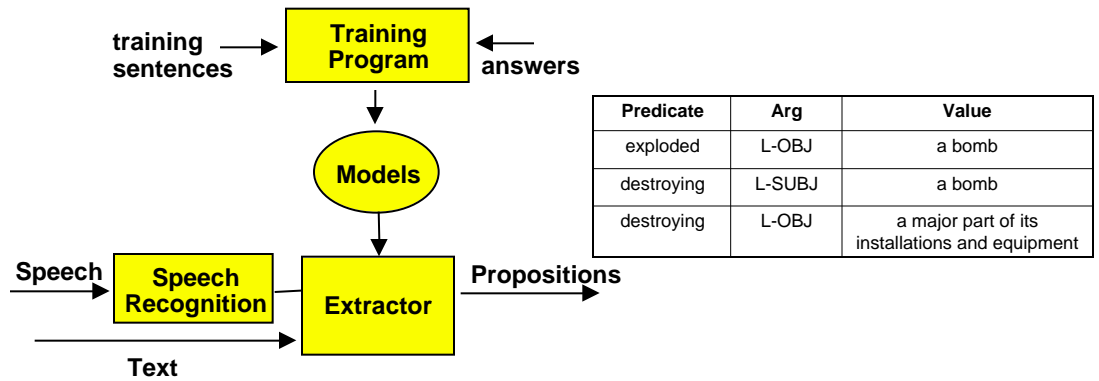 training
sentences
Training
Program
answers
Models
Speech
Speech
Recognition
Extractor
Propositions
Text
Predicate Arg Value
exploded L-OBJ a bomb
destroying L-SUBJ a bomb
destroying L-OBJ a major part of its
installations and equipment